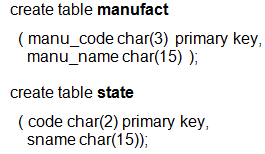 create table manufact
( manu_code char(3) primary key,
manu_name char(15) );
create table state
( code char(2) primary key,
sname char(15));